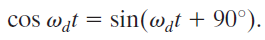 cos ω_d t = sin(ω_d t + 90°).